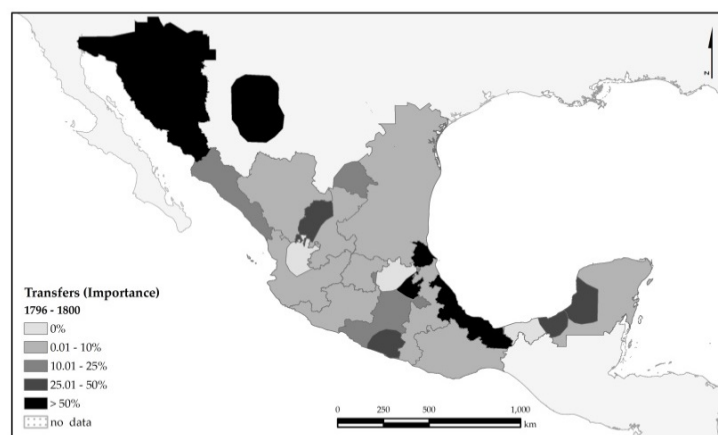 N
Transfers (Importance)
1796 - 1800
0%
0.01 - 10%
10.01 - 25%
25.01 - 50%
> 50%
no data
0 250 500 1,000
km